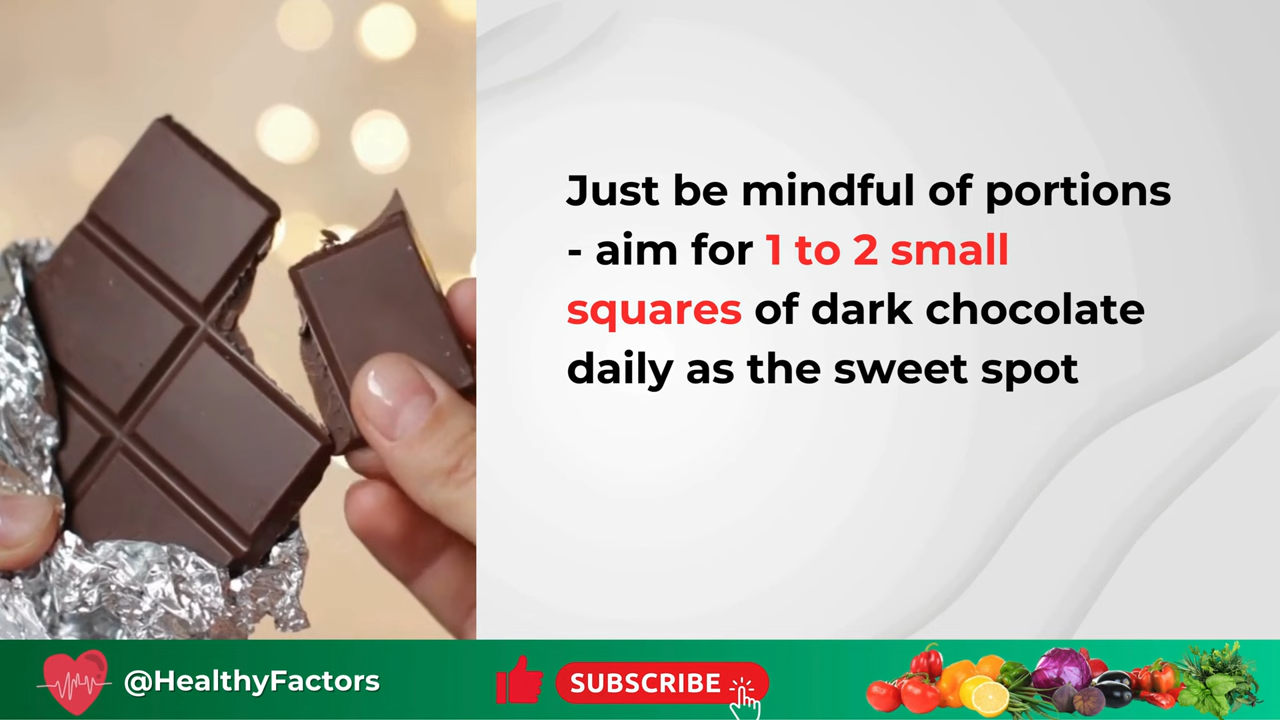 Just be mindful of portions
- aim for 1 to 2 small
squares of dark chocolate
daily as the sweet spot
@HealthyFactors
SUBSCRIBE